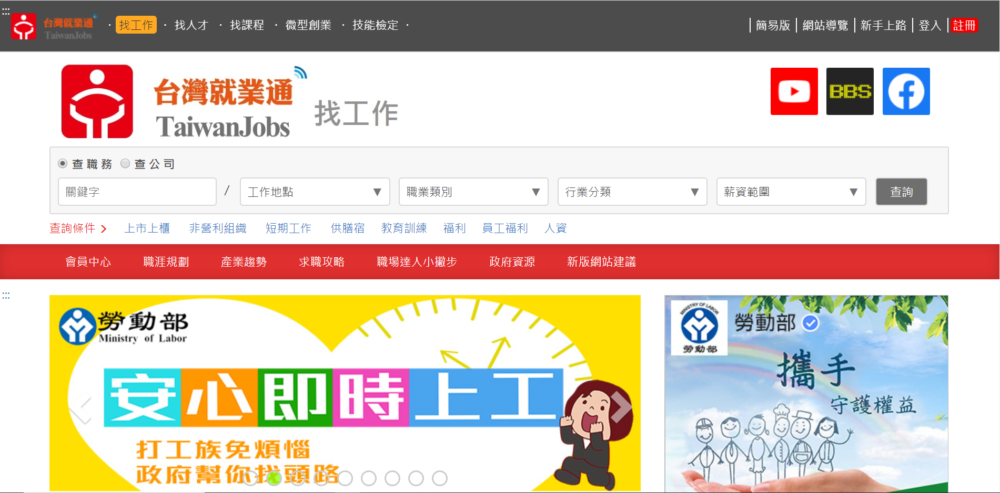 :::
台灣就業通
TaiwanJobs
· 找工作 · 找人才 · 找課程 · 微型創業 · 技能檢定 ·
簡易版 網站導覽 新手上路 登入 註冊
台灣就業通
TaiwanJobs
找工作
BBS
查職務 查公司
關鍵字 / 工作地點 ▼ 職業類別 ▼ 行業分類 ▼ 薪資範圍 ▼ 查詢
查詢條件 上市上櫃 非營利組織 短期工作 供膳宿 教育訓練 福利 員工福利 人資
會員中心 職涯規劃 產業趨勢 求職攻略 職場達人小撇步 政府資源 新版網站建議
:::
勞動部
Ministry of Labor
安心即時上工
打工族免煩惱
政府幫你找頭路
MINISTRY OF LABOR
勞動部
勞動部
攜手
守護權益